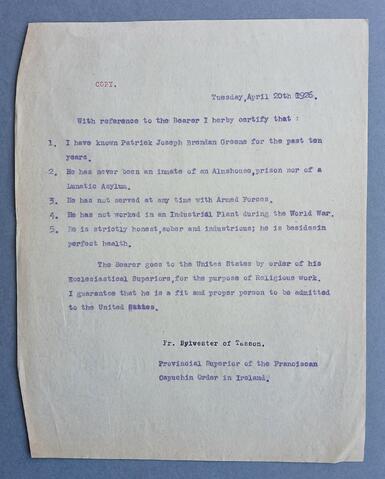 COPY.
Tuesday,April 20th 1926.
With reference to the Bearer I herby certify that :
1. I have known Patrick Joseph Brendan Greene for the past ten
years.
2. He has never been an inmate of an Almshouse,prison nor of a
Lunatic Asylum.
3. He has not served at any time with Armed Forces.
4. He has not worked in an Industrial Plant during the World War.
5. He is strictly honest,sober and industrious; he is besidesin
perfect health.
The Bearer goes to the United States by order of his
Ecclesiastical Superiors,for the purpose of Religious work.
I guarantee that he is a fit and proper person to be admitted
to the United States.
Fr. Sylvester of Tasson.
Provincial Superior of the Franciscan
Capuchin Order in Ireland.